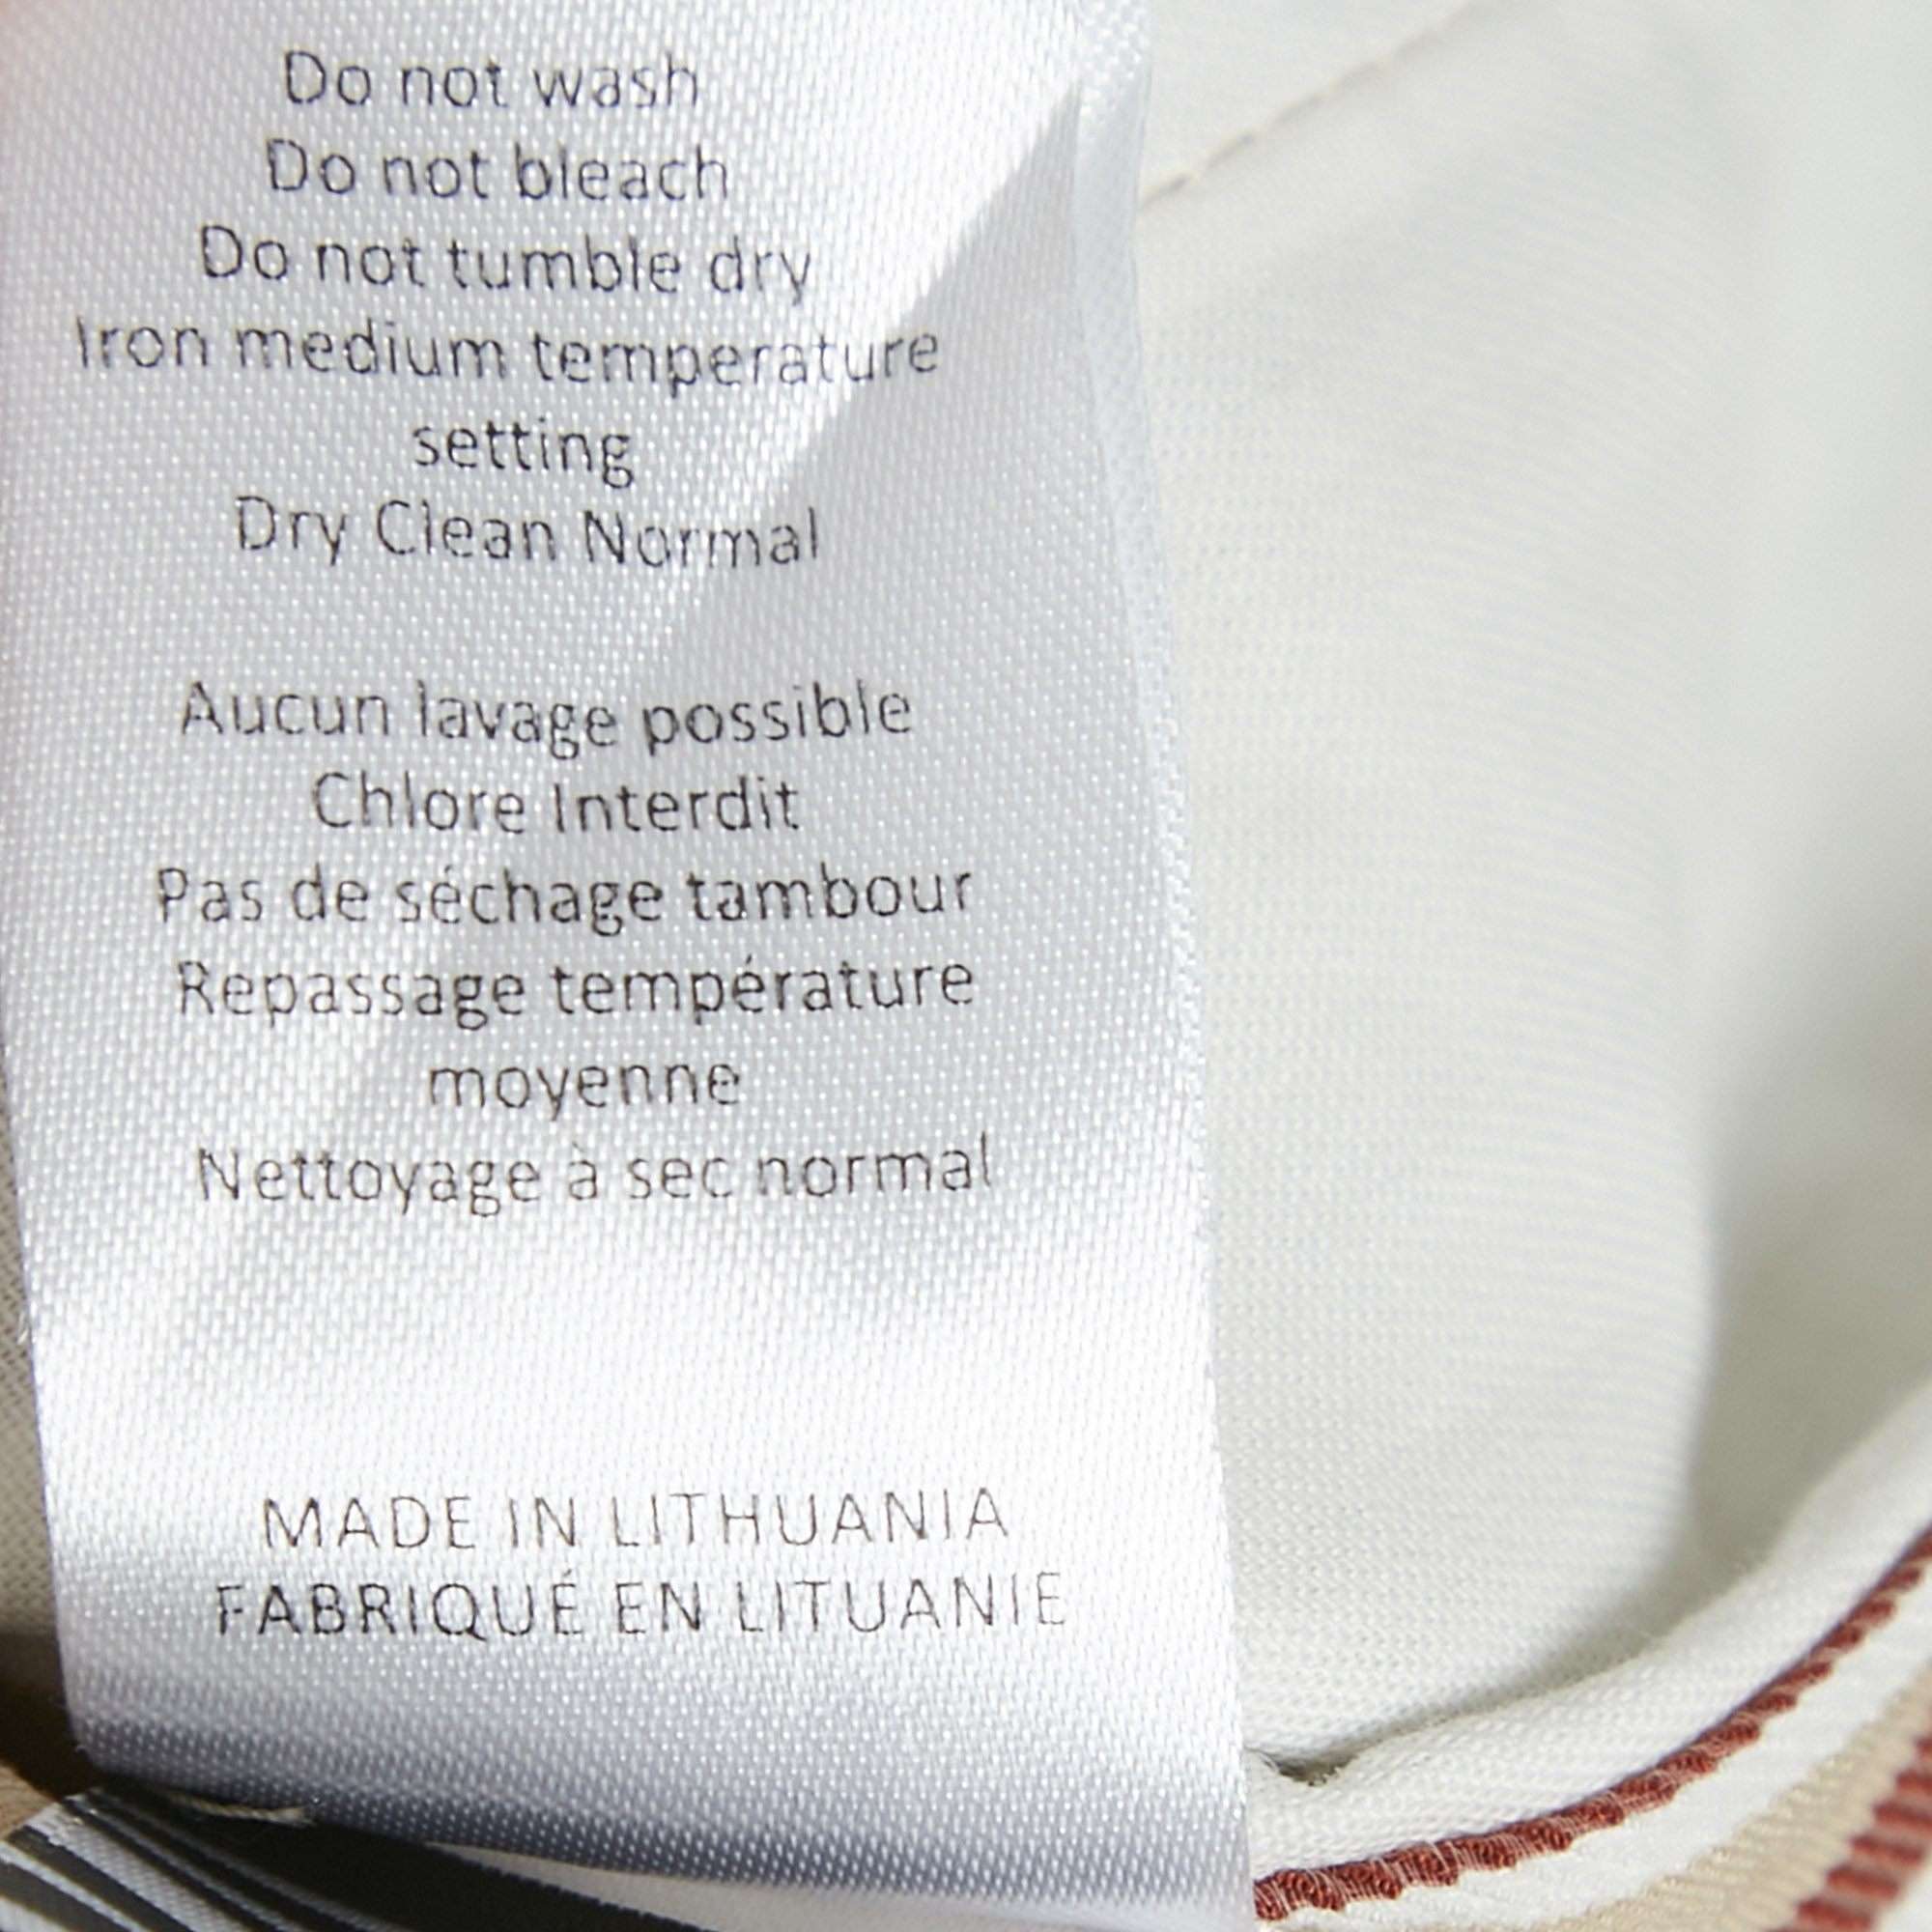 Do not wash
Do not bleach
Do not tumble dry
Iron medium temperature
setting
Dry Clean Normal
Aucun lavage possible
Chlore Interdit
Pas de séchage tambour
Repassage température
moyenne
Nettoyage à sec normal
MADE IN LITHUANIA
FABRIQUÉ EN LITUANIE